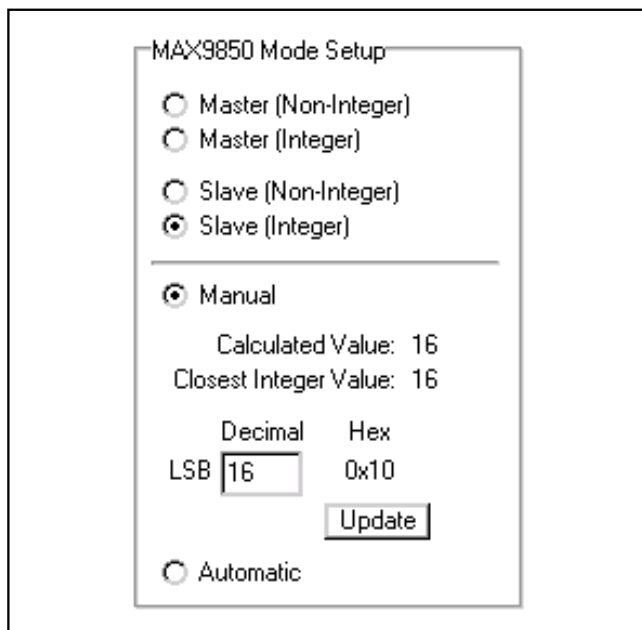 MAX9850 Mode Setup
Master (Non-Integer)
Master (Integer)
Slave (Non-Integer)
Slave (Integer)
Manual
Calculated Value: 16
Closest Integer Value: 16
Decimal Hex
LSB 16 0x10
Update
Automatic